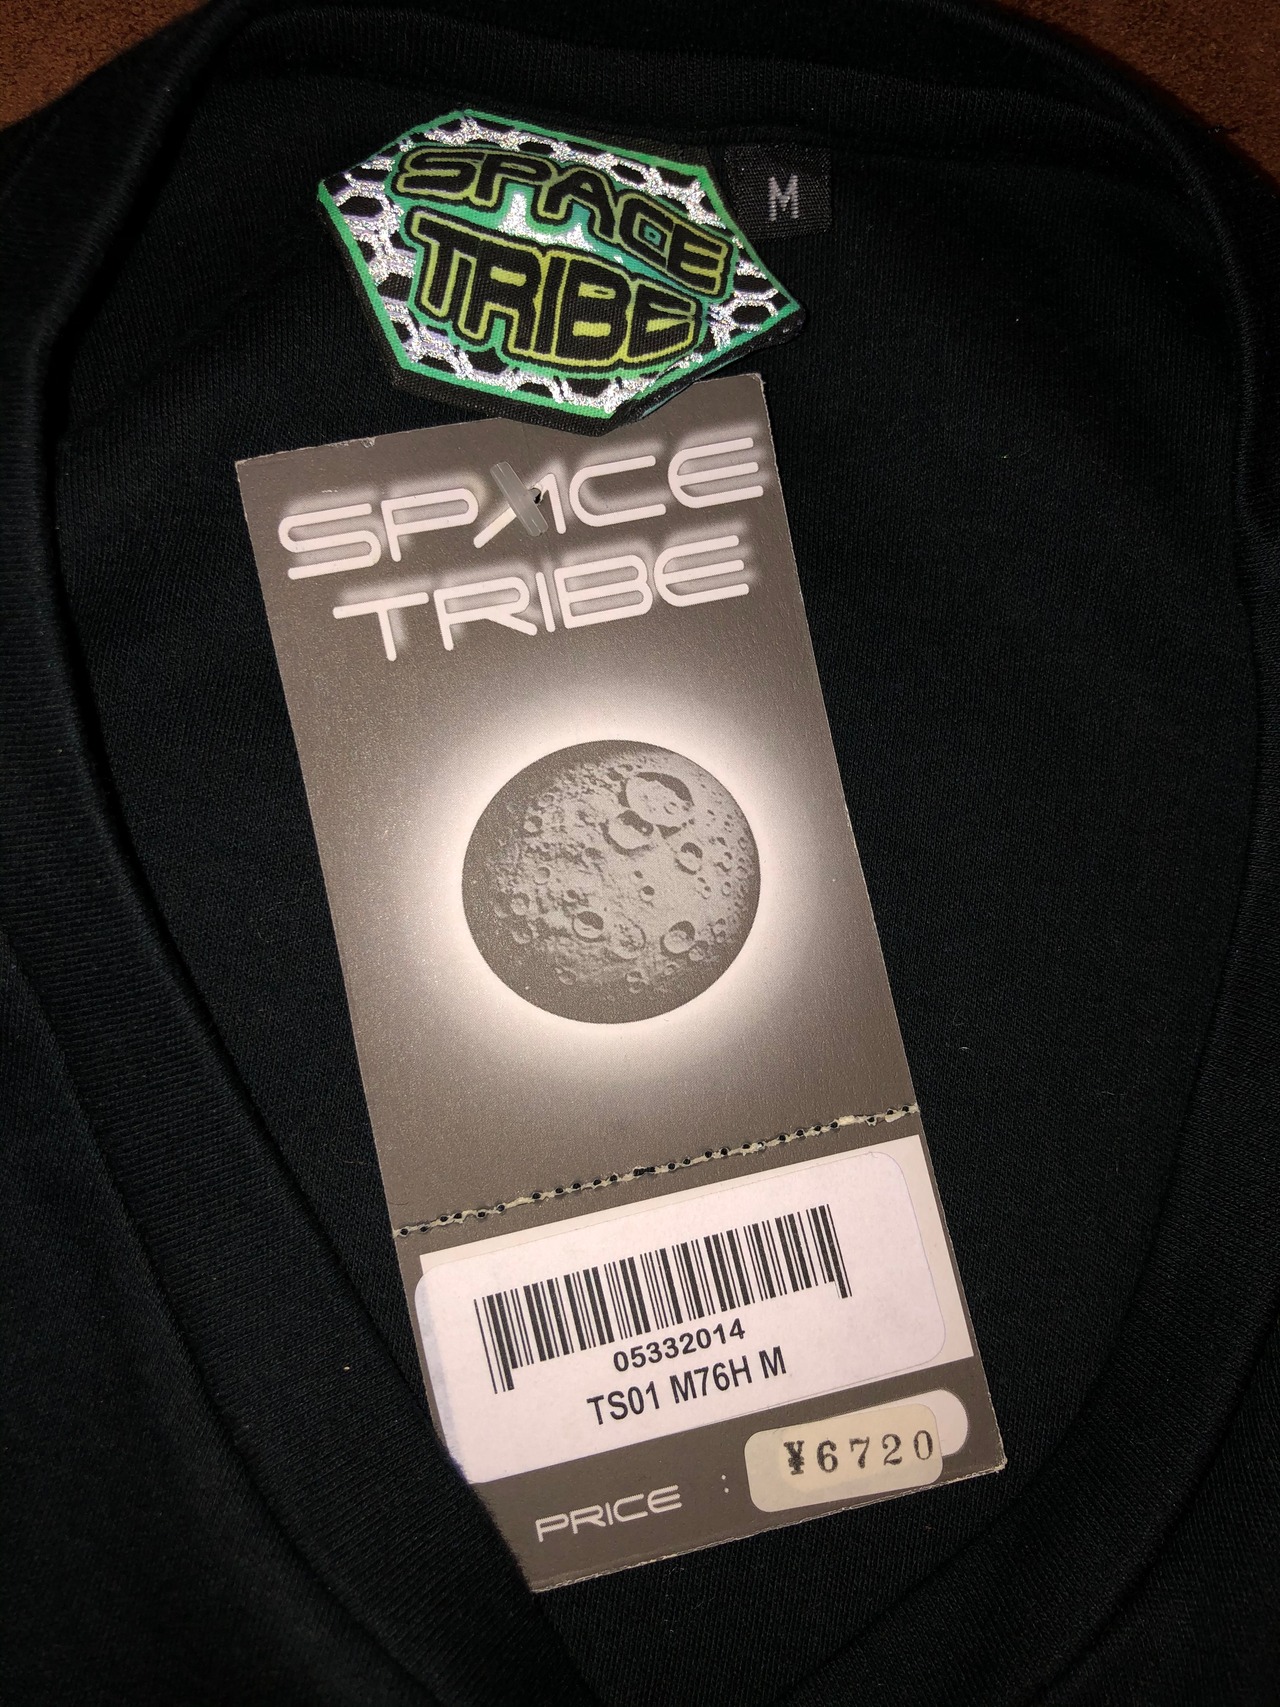 SPACE
TRIBE
M
SPACE
TRIBE
05332014
TS01 M76H M
PRICE : ¥6720